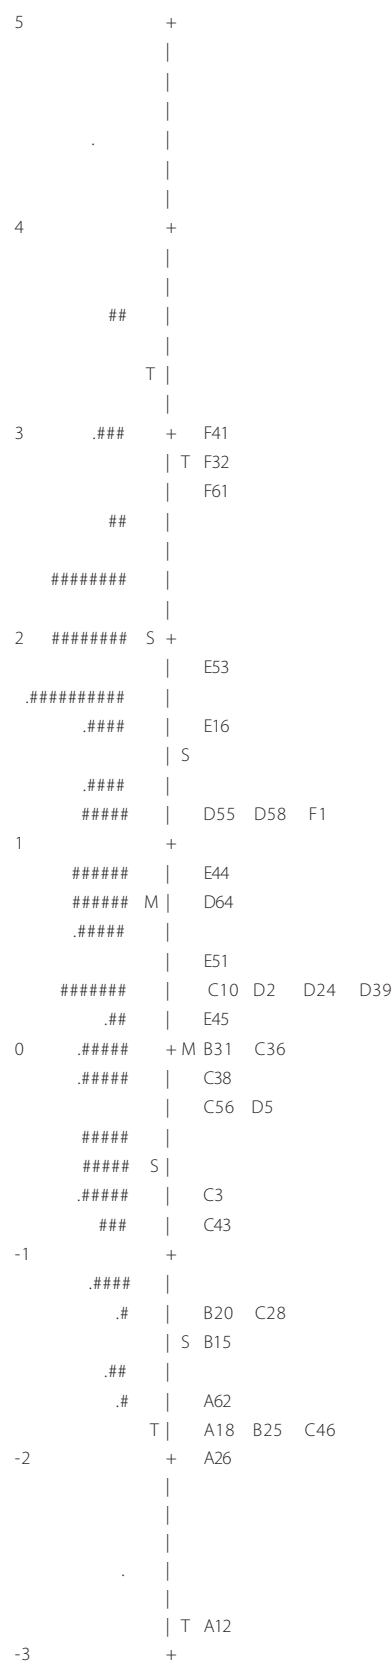 5 +
|
|
|
. |
|
|
4 +
|
|
## |
|
T |
|
3 .### + F41
| T F32
| F61
## |
|
######## |
|
2 ######## S +
| E53
.########## |
.#### | E16
| S
.#### |
##### | D55 D58 F1
1 +
###### | E44
###### M | D64
.##### |
| E51
####### | C10 D2 D24 D39
.## | E45
0 .##### + M B31 C36
.##### | C38
| C56 D5
##### |
##### S |
.##### | C3
### | C43
-1 +
.#### |
.# | B20 C28
| S B15
.## |
.# | A62
T | A18 B25 C46
-2 + A26
|
|
|
. |
|
| T A12
-3 +